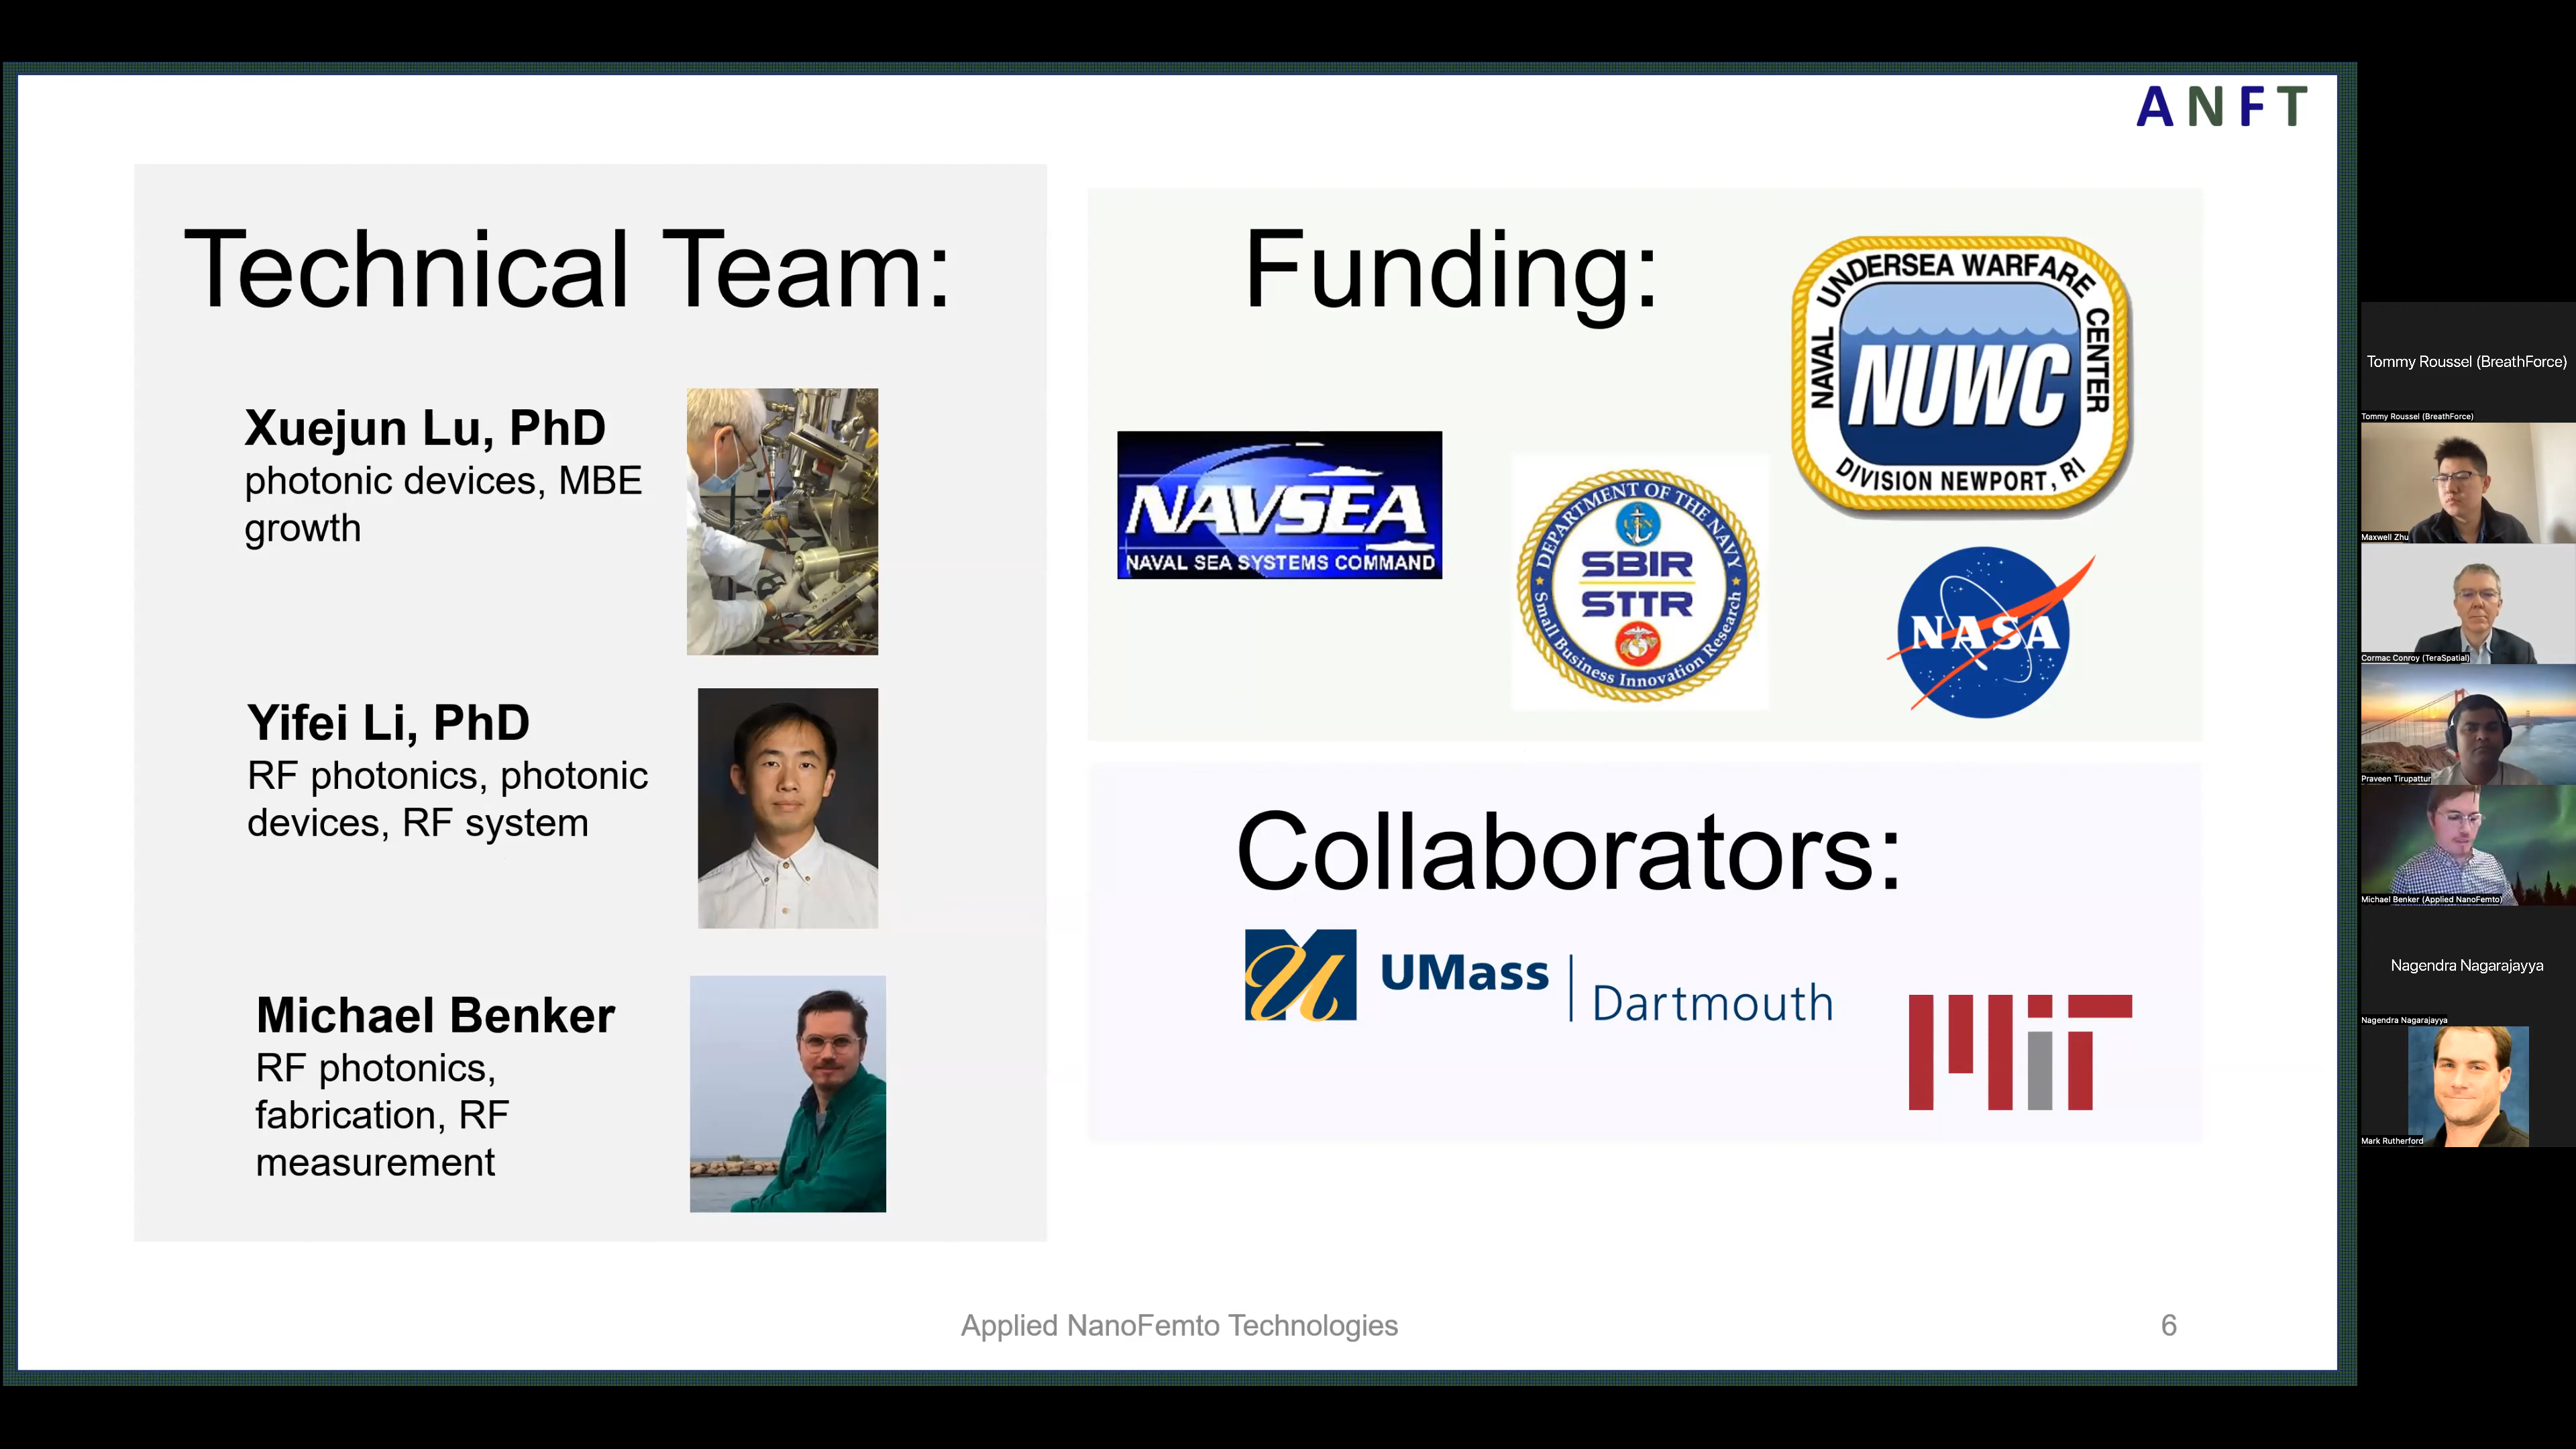 A N F T
Technical Team:
Xuejun Lu, PhD
photonic devices, MBE
growth
Yifei Li, PhD
RF photonics, photonic
devices, RF system
Michael Benker
RF photonics,
fabrication, RF
measurement
Funding:
NAVSEA
NAVAL SEA SYSTEMS COMMAND
DEPARTMENT OF THE NAVY
USN
SBIR
STTR
Small Business Innovation Research
NAVAL UNDERSEA WARFARE CENTER
NUWC
DIVISION NEWPORT, RI
NASA
Collaborators:
UMass | Dartmouth
MIT
Applied NanoFemto Technologies
6
Tommy Roussel (BreathForce)
Tommy Roussel (BreathForce)
Maxwell Zhu
Cormac Conroy (TeraSpatial)
Praveen Tirupattur
Michael Benker (Applied NanoFemto)
Nagendra Nagarajayya
Nagendra Nagarajayya
Mark Rutherford